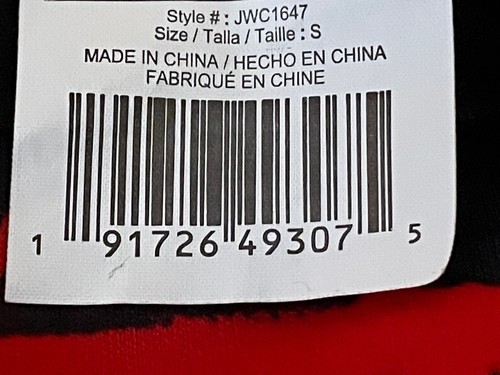 Style # : JWC1647
Size / Talla / Taille : S
MADE IN CHINA / HECHO EN CHINA
FABRIQUÉ EN CHINE
1 91726 49307 5